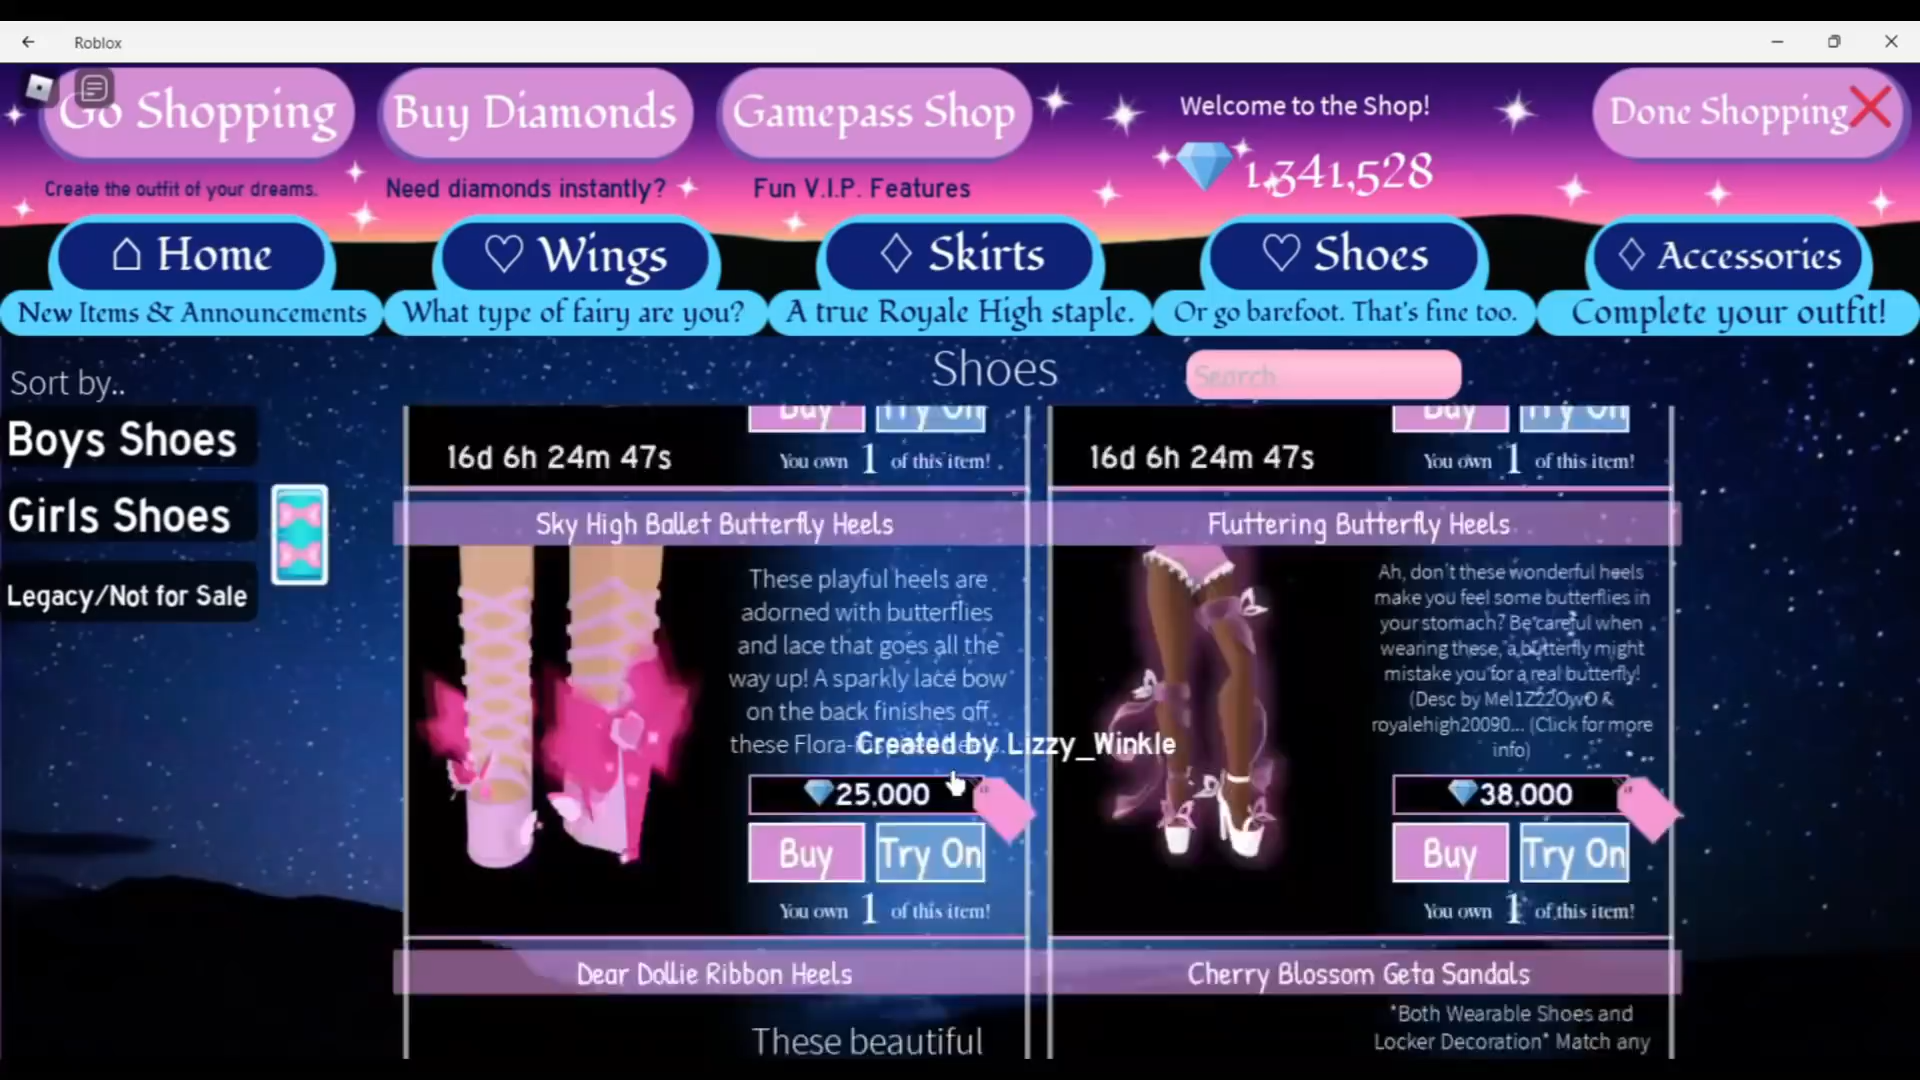 Roblox
Go Shopping
Buy Diamonds
Gamepass Shop
Welcome to the Shop!
Done Shopping
1,341,528
Create the outfit of your dreams.
Need diamonds instantly?
Fun V.I.P. Features
Home
Wings
Skirts
Shoes
Accessories
New Items & Announcements
What type of fairy are you?
A true Royale High staple.
Or go barefoot. That's fine too.
Complete your outfit!
Sort by..
Shoes
Search
Boys Shoes
Girls Shoes
Legacy/Not for Sale
Buy
Try On
16d 6h 24m 47s
You own 1 of this item!
Buy
Try On
16d 6h 24m 47s
You own 1 of this item!
Sky High Ballet Butterfly Heels
These playful heels are
adorned with butterflies
and lace that goes all the
way up! A sparkly lace bow
on the back finishes off
these Flora-
Created by Lizzy_Winkle
25,000
Buy
Try On
You own 1 of this item!
Fluttering Butterfly Heels
Ah, don't these wonderful heels
make you feel some butterflies in
your stomach? Be careful when
wearing these, a butterfly might
mistake you for a real butterfly!
(Desc by Mel1Z22OwO &
royalehigh20090... (Click for more
info)
38,000
Buy
Try On
You own 1 of this item!
Dear Dollie Ribbon Heels
These beautiful
Cherry Blossom Geta Sandals
*Both Wearable Shoes and
Locker Decoration* Match any